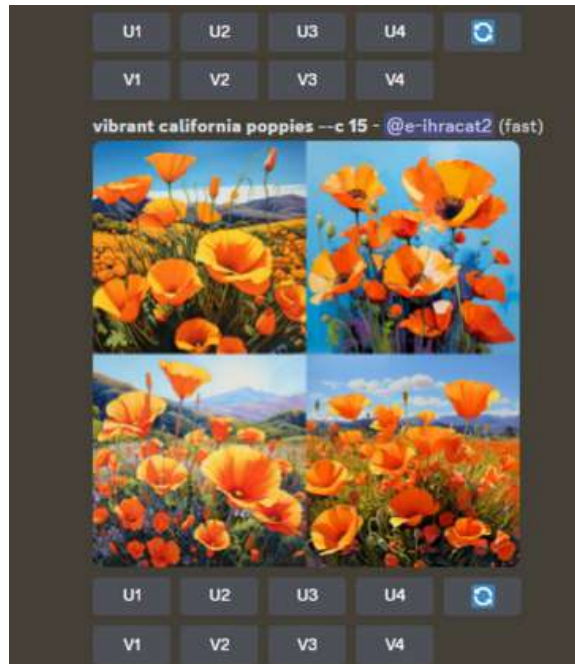 U1 U2 U3 U4
V1 V2 V3 V4
vibrant california poppies --c 15 - @e-ihracat2 (fast)
U1 U2 U3 U4
V1 V2 V3 V4